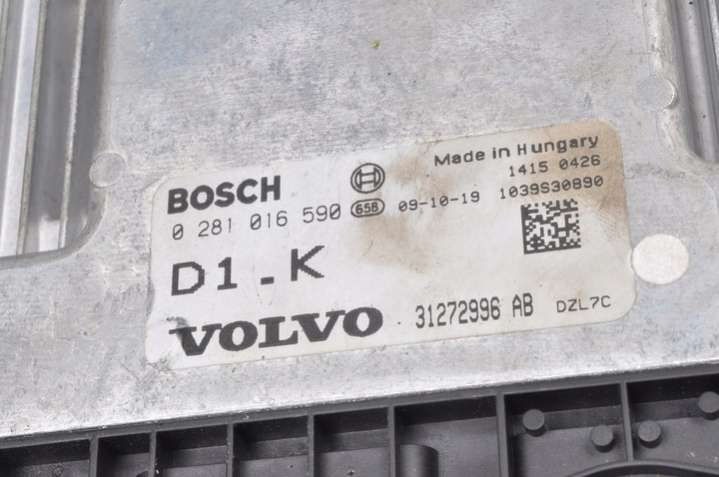 Made in Hungary
1415 0426
BOSCH
0 281 016 590 658 09-10-19 1039S30890
D1.K
VOLVO 31272996 AB DZL7C